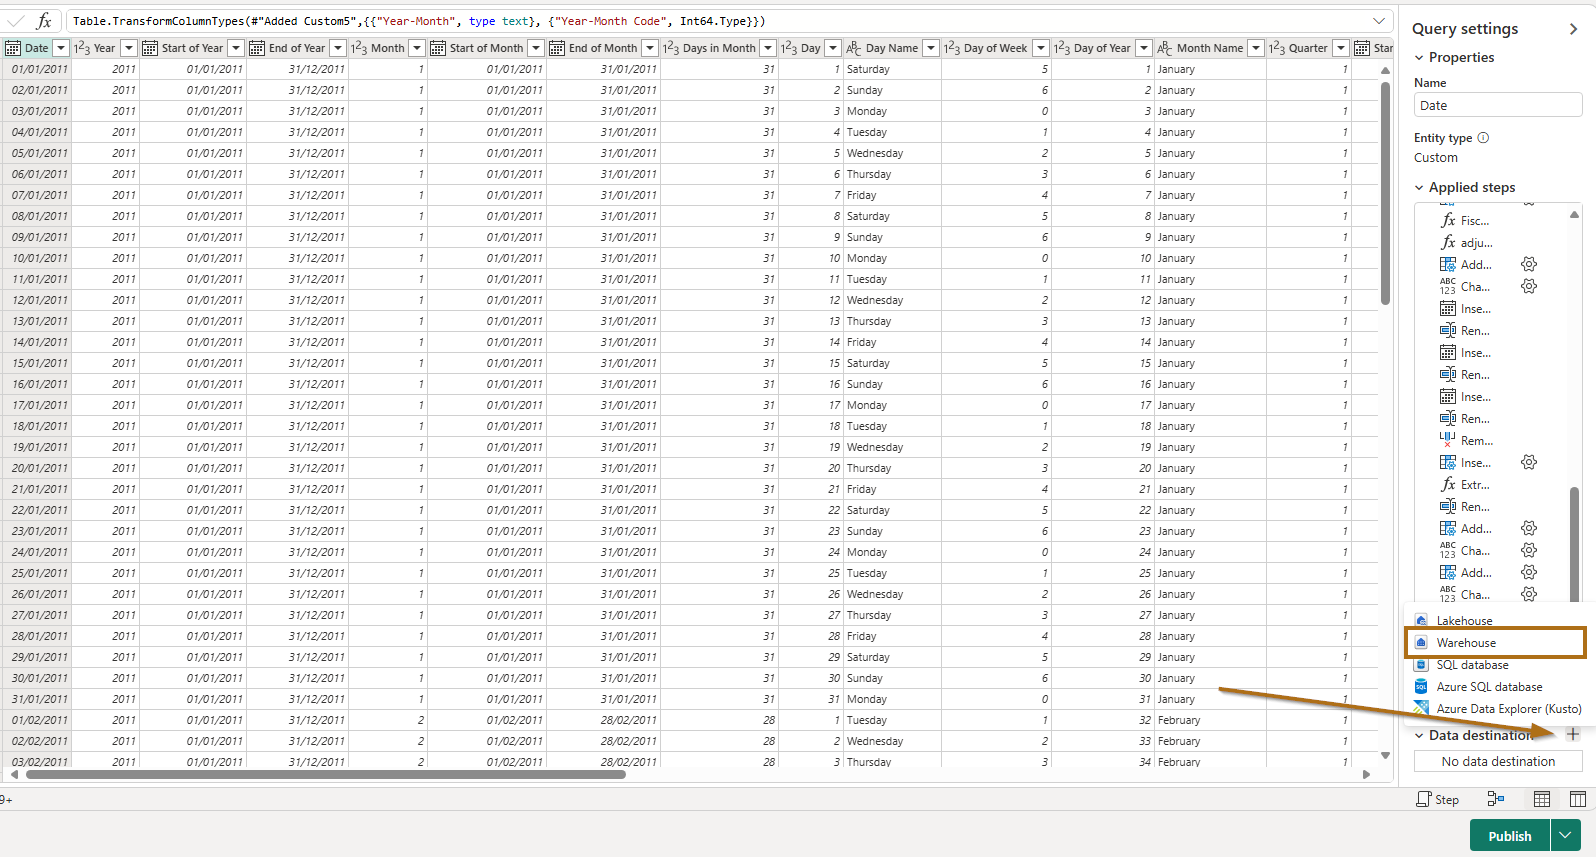 fx Table.TransformColumnTypes(#"Added Custom5",{{"Year-Month", type text}, {"Year-Month Code", Int64.Type}})
Date 1 2 3 Year Start of Year End of Year 1 2 3 Month Start of Month End of Month 1 2 3 Days in Month 1 2 3 Day ABC Day Name 1 2 3 Day of Week 1 2 3 Day of Year ABC Month Name 1 2 3 Quarter Star
01/01/2011 2011 01/01/2011 31/12/2011 1 01/01/2011 31/01/2011 31 1 Saturday 5 1 January 1
02/01/2011 2011 01/01/2011 31/12/2011 1 01/01/2011 31/01/2011 31 2 Sunday 6 2 January 1
03/01/2011 2011 01/01/2011 31/12/2011 1 01/01/2011 31/01/2011 31 3 Monday 0 3 January 1
04/01/2011 2011 01/01/2011 31/12/2011 1 01/01/2011 31/01/2011 31 4 Tuesday 1 4 January 1
05/01/2011 2011 01/01/2011 31/12/2011 1 01/01/2011 31/01/2011 31 5 Wednesday 2 5 January 1
06/01/2011 2011 01/01/2011 31/12/2011 1 01/01/2011 31/01/2011 31 6 Thursday 3 6 January 1
07/01/2011 2011 01/01/2011 31/12/2011 1 01/01/2011 31/01/2011 31 7 Friday 4 7 January 1
08/01/2011 2011 01/01/2011 31/12/2011 1 01/01/2011 31/01/2011 31 8 Saturday 5 8 January 1
09/01/2011 2011 01/01/2011 31/12/2011 1 01/01/2011 31/01/2011 31 9 Sunday 6 9 January 1
10/01/2011 2011 01/01/2011 31/12/2011 1 01/01/2011 31/01/2011 31 10 Monday 0 10 January 1
11/01/2011 2011 01/01/2011 31/12/2011 1 01/01/2011 31/01/2011 31 11 Tuesday 1 11 January 1
12/01/2011 2011 01/01/2011 31/12/2011 1 01/01/2011 31/01/2011 31 12 Wednesday 2 12 January 1
13/01/2011 2011 01/01/2011 31/12/2011 1 01/01/2011 31/01/2011 31 13 Thursday 3 13 January 1
14/01/2011 2011 01/01/2011 31/12/2011 1 01/01/2011 31/01/2011 31 14 Friday 4 14 January 1
15/01/2011 2011 01/01/2011 31/12/2011 1 01/01/2011 31/01/2011 31 15 Saturday 5 15 January 1
16/01/2011 2011 01/01/2011 31/12/2011 1 01/01/2011 31/01/2011 31 16 Sunday 6 16 January 1
17/01/2011 2011 01/01/2011 31/12/2011 1 01/01/2011 31/01/2011 31 17 Monday 0 17 January 1
18/01/2011 2011 01/01/2011 31/12/2011 1 01/01/2011 31/01/2011 31 18 Tuesday 1 18 January 1
19/01/2011 2011 01/01/2011 31/12/2011 1 01/01/2011 31/01/2011 31 19 Wednesday 2 19 January 1
20/01/2011 2011 01/01/2011 31/12/2011 1 01/01/2011 31/01/2011 31 20 Thursday 3 20 January 1
21/01/2011 2011 01/01/2011 31/12/2011 1 01/01/2011 31/01/2011 31 21 Friday 4 21 January 1
22/01/2011 2011 01/01/2011 31/12/2011 1 01/01/2011 31/01/2011 31 22 Saturday 5 22 January 1
23/01/2011 2011 01/01/2011 31/12/2011 1 01/01/2011 31/01/2011 31 23 Sunday 6 23 January 1
24/01/2011 2011 01/01/2011 31/12/2011 1 01/01/2011 31/01/2011 31 24 Monday 0 24 January 1
25/01/2011 2011 01/01/2011 31/12/2011 1 01/01/2011 31/01/2011 31 25 Tuesday 1 25 January 1
26/01/2011 2011 01/01/2011 31/12/2011 1 01/01/2011 31/01/2011 31 26 Wednesday 2 26 January 1
27/01/2011 2011 01/01/2011 31/12/2011 1 01/01/2011 31/01/2011 31 27 Thursday 3 27 January 1
28/01/2011 2011 01/01/2011 31/12/2011 1 01/01/2011 31/01/2011 31 28 Friday 4 28 January 1
29/01/2011 2011 01/01/2011 31/12/2011 1 01/01/2011 31/01/2011 31 29 Saturday 5 29 January 1
30/01/2011 2011 01/01/2011 31/12/2011 1 01/01/2011 31/01/2011 31 30 Sunday 6 30 January 1
31/01/2011 2011 01/01/2011 31/12/2011 1 01/01/2011 31/01/2011 31 31 Monday 0 31 January 1
01/02/2011 2011 01/01/2011 31/12/2011 2 01/02/2011 28/02/2011 28 1 Tuesday 1 32 February 1
02/02/2011 2011 01/01/2011 31/12/2011 2 01/02/2011 28/02/2011 28 2 Wednesday 2 33 February 1
03/02/2011 2011 01/01/2011 31/12/2011 2 01/02/2011 28/02/2011 28 3 Thursday 3 34 February 1
9+
Query settings
Properties
Name
Date
Entity type
Custom
Applied steps
fx Fisc...
fx adju...
Add...
ABC 123 Cha...
Inse...
Ren...
Inse...
Ren...
Inse...
Ren...
Rem...
Inse...
fx Extr...
Ren...
Add...
ABC 123 Cha...
Add...
ABC 123 Cha...
Lakehouse
Warehouse
SQL database
SQL Azure SQL database
Azure Data Explorer (Kusto)
Data destination
No data destination
Step
Publish